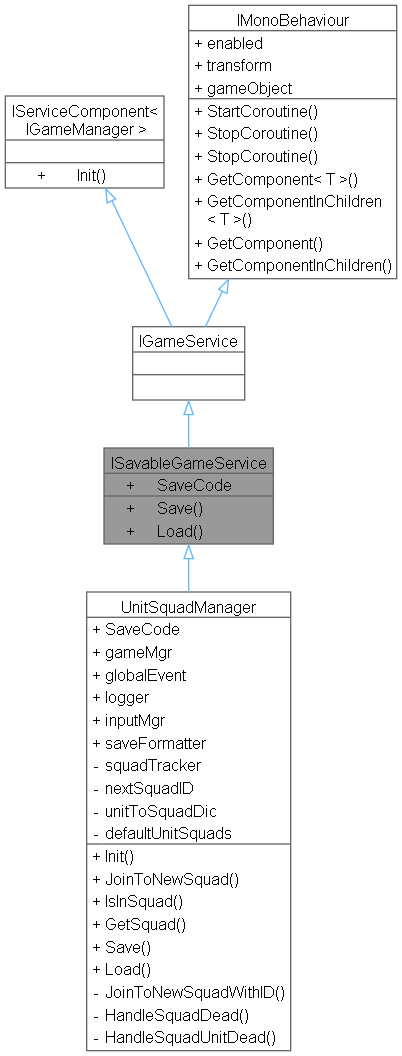 IMonoBehaviour
+ enabled
+ transform
+ gameObject
+ StartCoroutine()
+ StopCoroutine()
+ StopCoroutine()
+ GetComponent< T >()
+ GetComponentInChildren
< T >()
+ GetComponent()
+ GetComponentInChildren()
IServiceComponent<
IGameManager >
+ Init()
IGameService
ISavableGameService
+ SaveCode
+ Save()
+ Load()
UnitSquadManager
+ SaveCode
+ gameMgr
+ globalEvent
+ logger
+ inputMgr
+ saveFormatter
- squadTracker
- nextSquadID
- unitToSquadDic
- defaultUnitSquads
+ Init()
+ JoinToNewSquad()
+ IsInSquad()
+ GetSquad()
+ Save()
+ Load()
- JoinToNewSquadWithID()
- HandleSquadDead()
- HandleSquadUnitDead()